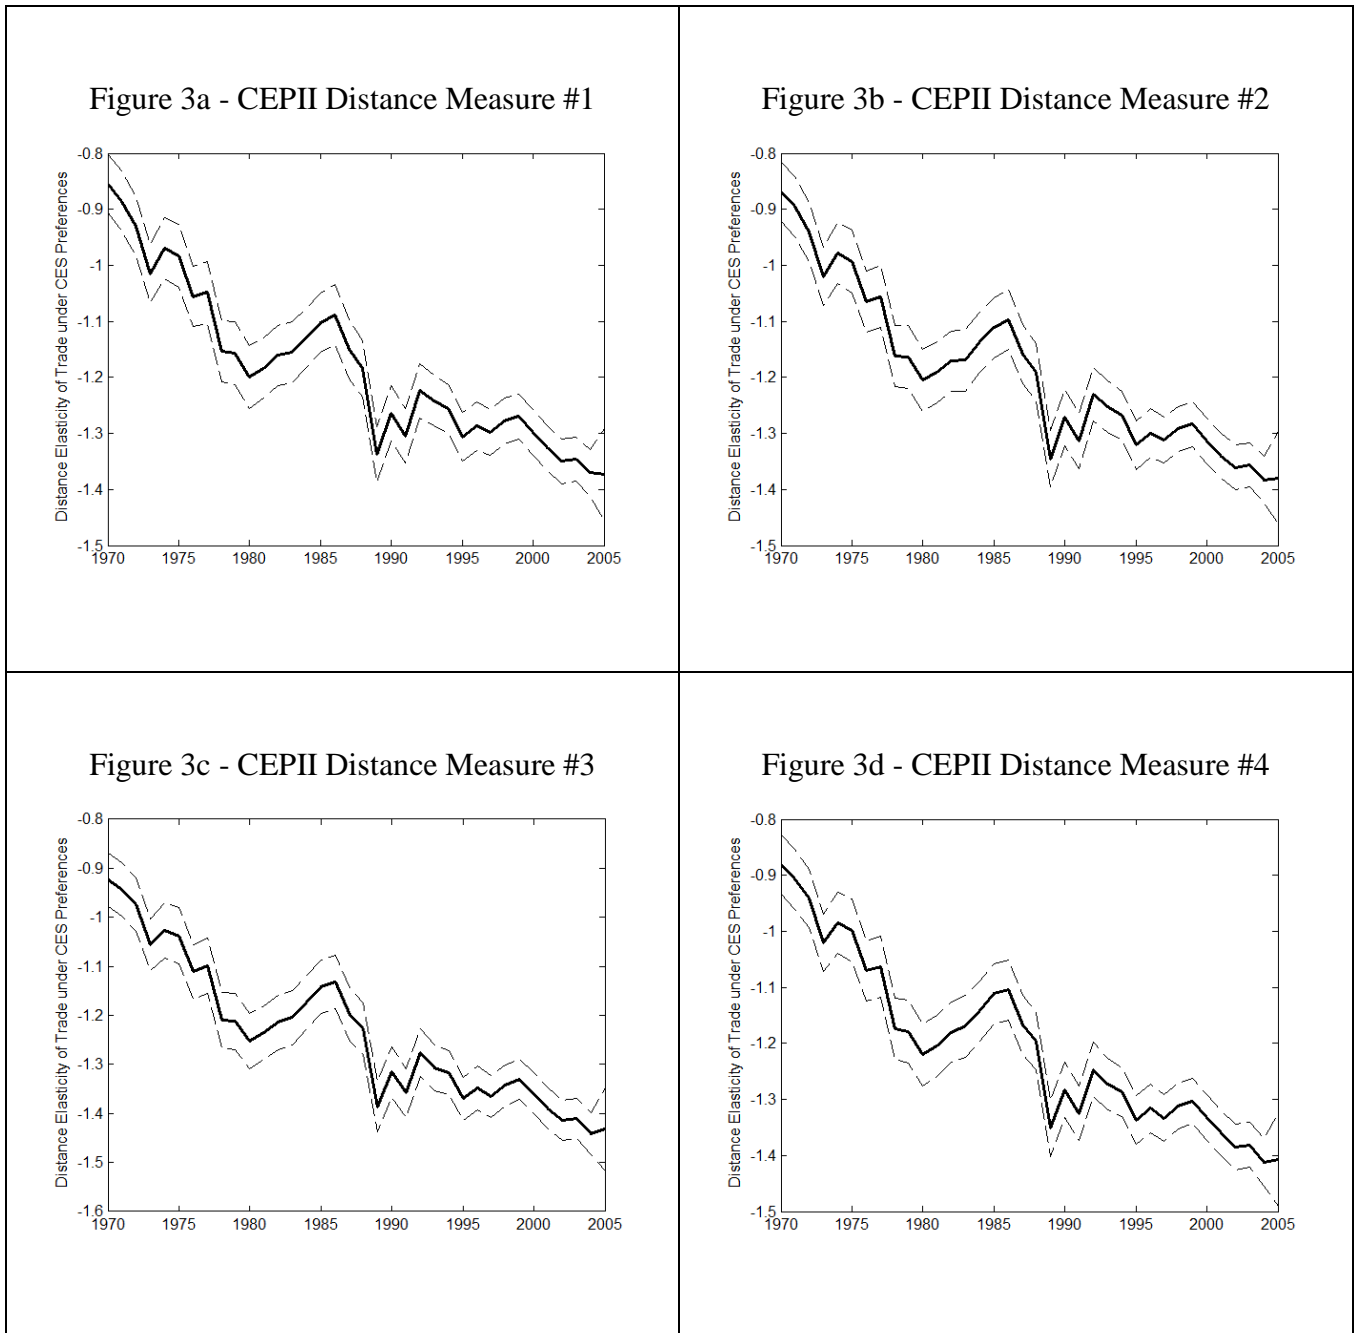 Figure 3a - CEPII Distance Measure #1
Distance Elasticity of Trade under CES Preferences
-0.8
-0.9
-1
-1.1
-1.2
-1.3
-1.4
-1.5
1970 1975 1980 1985 1990 1995 2000 2005
Figure 3b - CEPII Distance Measure #2
Distance Elasticity of Trade under CES Preferences
-0.8
-0.9
-1
-1.1
-1.2
-1.3
-1.4
-1.5
1970 1975 1980 1985 1990 1995 2000 2005
Figure 3c - CEPII Distance Measure #3
Distance Elasticity of Trade under CES Preferences
-0.8
-0.9
-1
-1.1
-1.2
-1.3
-1.4
-1.5
-1.6
1970 1975 1980 1985 1990 1995 2000 2005
Figure 3d - CEPII Distance Measure #4
Distance Elasticity of Trade under CES Preferences
-0.8
-0.9
-1
-1.1
-1.2
-1.3
-1.4
-1.5
1970 1975 1980 1985 1990 1995 2000 2005